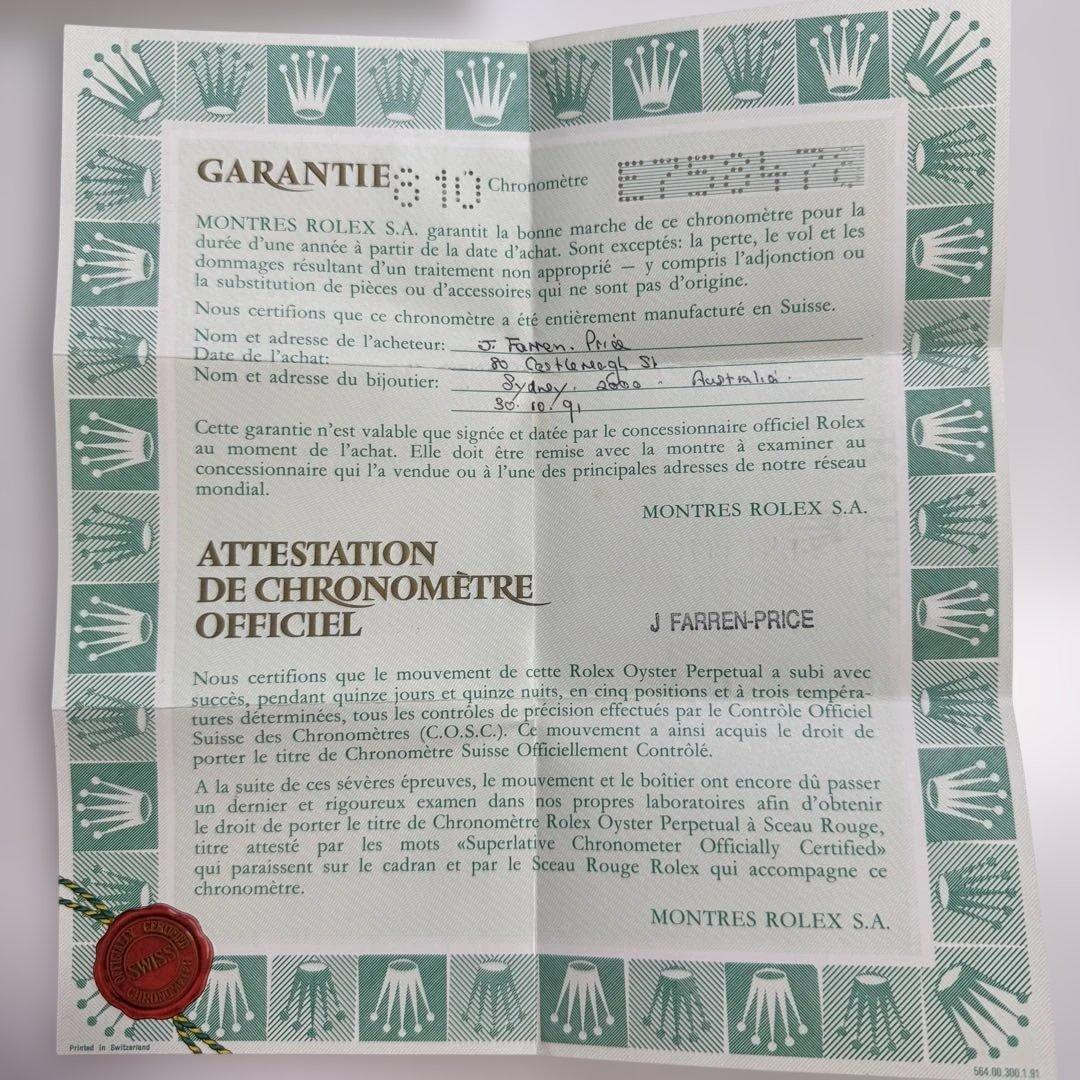 GARANTIE 810 Chronomètre E758476
MONTRES ROLEX S.A. garantit la bonne marche de ce chronomètre pour la
durée d'une année à partir de la date d'achat. Sont exceptés: la perte, le vol et les
dommages résultant d'un traitement non approprié — y compris l'adjonction ou
la substitution de pièces ou d'accessoires qui ne sont pas d'origine.
Nous certifions que ce chronomètre a été entièrement manufacturé en Suisse.
Nom et adresse de l'acheteur: J. Farren. Price
Date de l'achat: 80 Castlereagh St
Nom et adresse du bijoutier: Sydney. 2000. Australia.
30. 10. 91
Cette garantie n'est valable que signée et datée par le concessionnaire officiel Rolex
au moment de l'achat. Elle doit être remise avec la montre à examiner au
concessionnaire qui l'a vendue ou à l'une des principales adresses de notre réseau
mondial.
MONTRES ROLEX S.A.
ATTESTATION
DE CHRONOMÈTRE
OFFICIEL
J FARREN-PRICE
Nous certifions que le mouvement de cette Rolex Oyster Perpetual a subi avec
succès, pendant quinze jours et quinze nuits, en cinq positions et à trois tempéra-
tures déterminées, tous les contrôles de précision effectués par le Contrôle Officiel
Suisse des Chronomètres (C.O.S.C.). Ce mouvement a ainsi acquis le droit de
porter le titre de Chronomètre Suisse Officiellement Contrôlé.
A la suite de ces sévères épreuves, le mouvement et le boîtier ont encore dû passer
un dernier et rigoureux examen dans nos propres laboratoires afin d'obtenir
le droit de porter le titre de Chronomètre Rolex Oyster Perpetual à Sceau Rouge,
titre attesté par les mots «Superlative Chronometer Officially Certified»
qui paraissent sur le cadran et par le Sceau Rouge Rolex qui accompagne ce
chronomètre.
MONTRES ROLEX S.A.
OFFICIALLY CERTIFIED
SWISS
CHRONOMETER
Printed in Switzerland
564.00.300.1.91